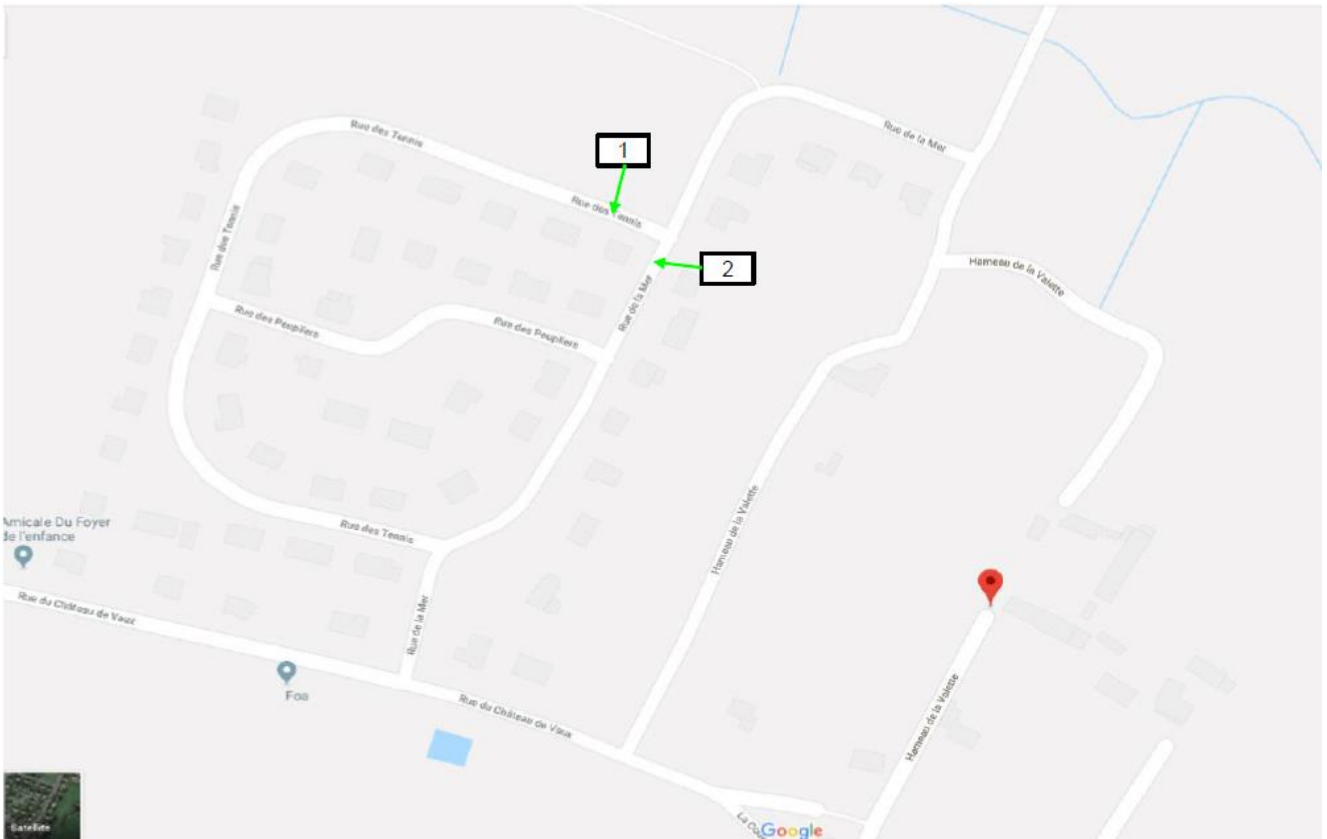 Rue des Tennis
Rue de la Mer
1
Rue des Tennis
Rue des Tennis
2
Hameau de la Valette
Rue de la Mer
Rue des Peupliers
Rue des Peupliers
Hameau de la Valette
Amicale Du Foyer
de l'enfance
Rue des Tennis
Rue du Château de Vaux
Rue de la Mer
Foa
Hameau de la Valette
Rue du Château de Vaux
Satellite
La
Google